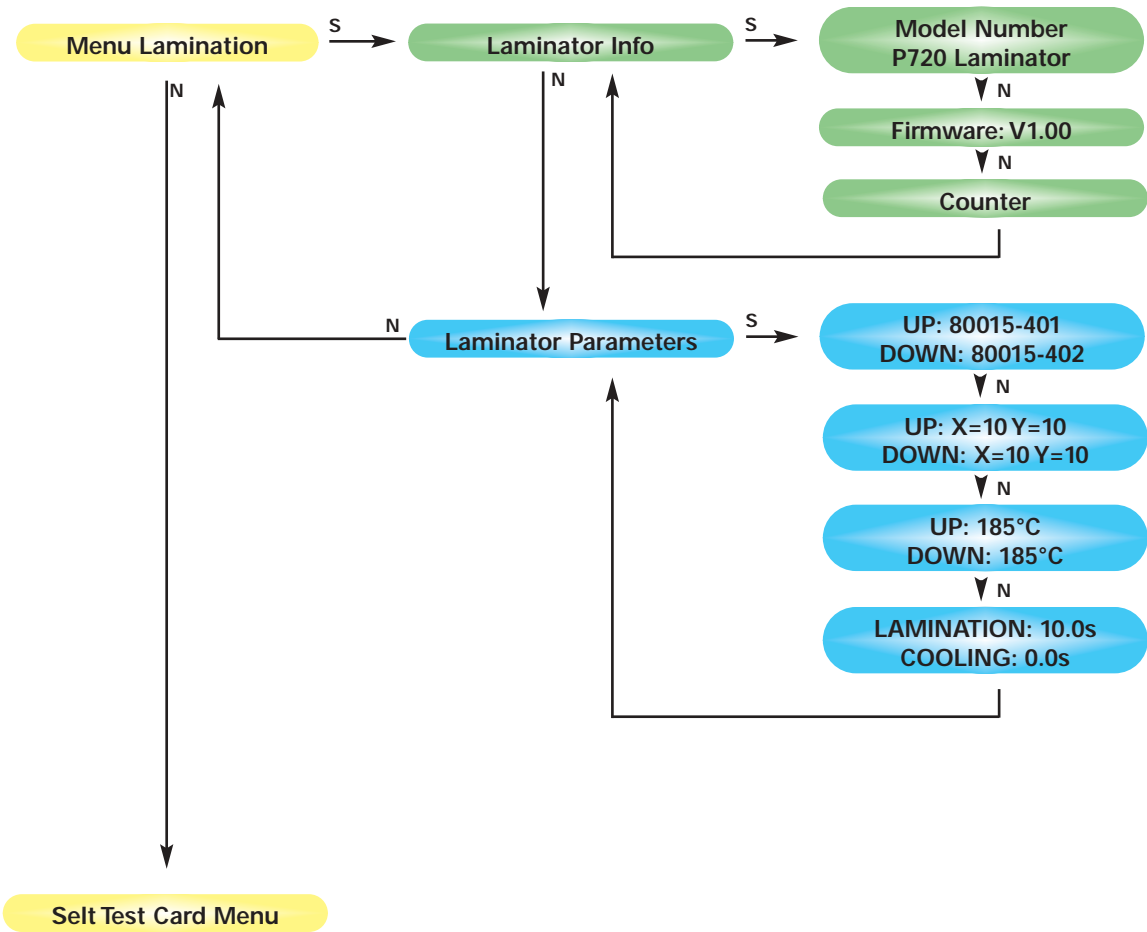 Menu Lamination
S
Laminator Info
S
Model Number
P720 Laminator
N
N
N
Firmware: V1.00
N
Counter
N
Laminator Parameters
S
UP: 80015-401
DOWN: 80015-402
N
UP: X=10 Y=10
DOWN: X=10 Y=10
N
UP: 185°C
DOWN: 185°C
N
LAMINATION: 10.0s
COOLING: 0.0s
Selt Test Card Menu